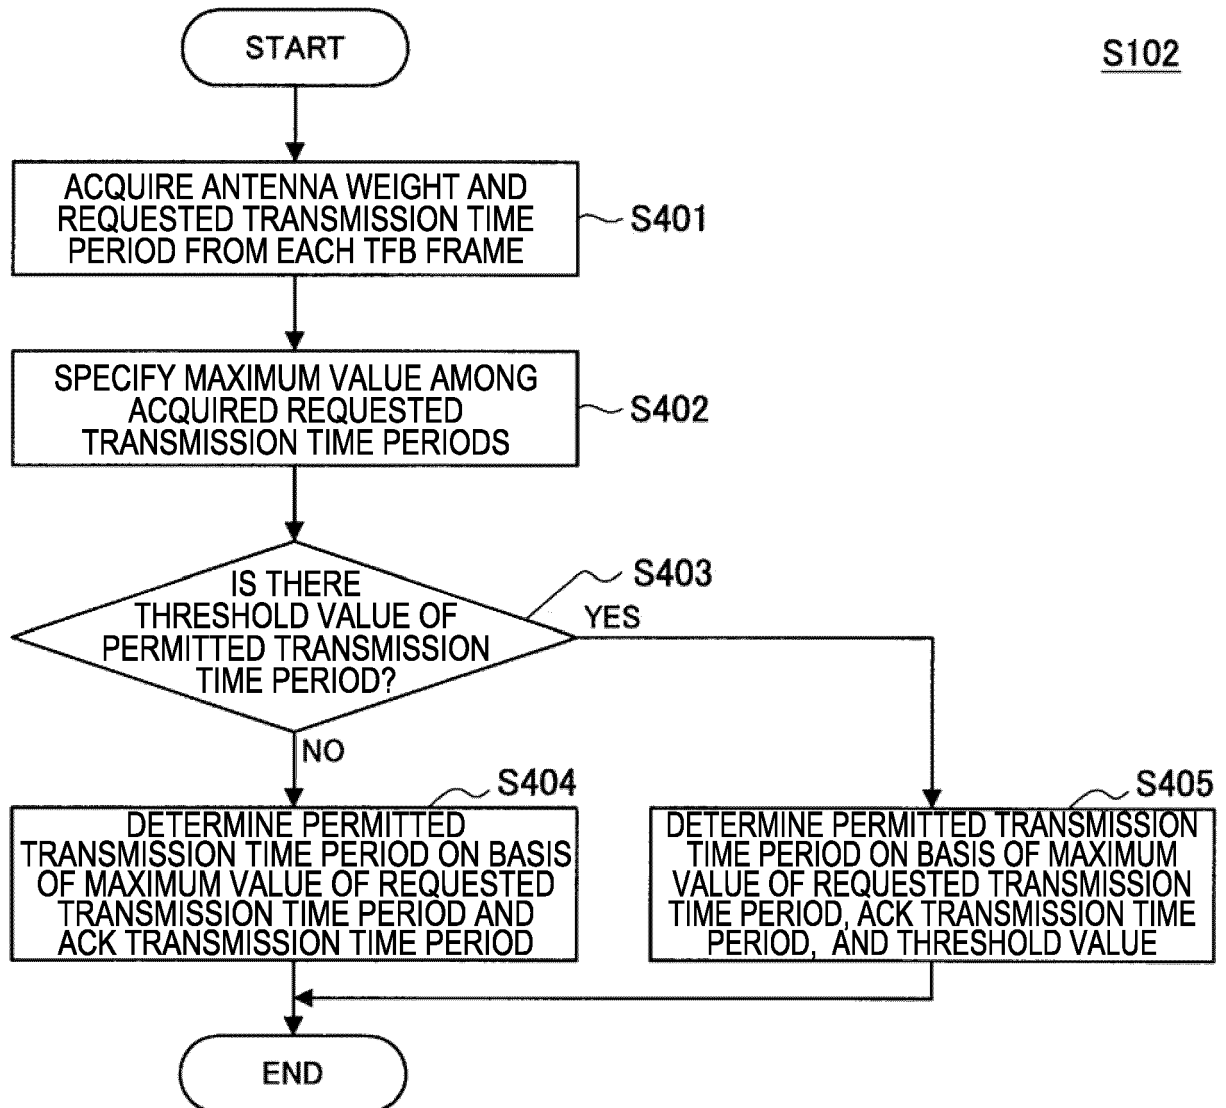 START
S102
ACQUIRE ANTENNA WEIGHT AND
REQUESTED TRANSMISSION TIME
PERIOD FROM EACH TFB FRAME
S401
SPECIFY MAXIMUM VALUE AMONG
ACQUIRED REQUESTED
TRANSMISSION TIME PERIODS
S402
IS THERE
THRESHOLD VALUE OF
PERMITTED TRANSMISSION
TIME PERIOD?
S403
YES
NO
S404
DETERMINE PERMITTED
TRANSMISSION TIME PERIOD ON BASIS
OF MAXIMUM VALUE OF REQUESTED
TRANSMISSION TIME PERIOD AND
ACK TRANSMISSION TIME PERIOD
S405
DETERMINE PERMITTED TRANSMISSION
TIME PERIOD ON BASIS OF MAXIMUM
VALUE OF REQUESTED TRANSMISSION
TIME PERIOD, ACK TRANSMISSION TIME
PERIOD, AND THRESHOLD VALUE
END